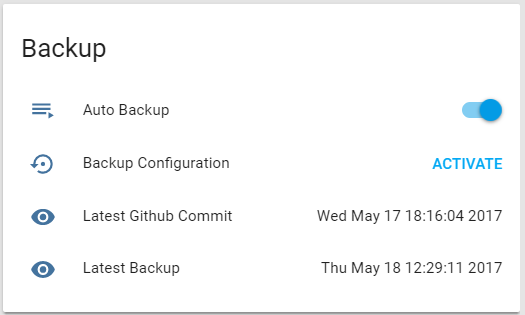 Backup
Auto Backup
Backup Configuration ACTIVATE
Latest Github Commit Wed May 17 18:16:04 2017
Latest Backup Thu May 18 12:29:11 2017